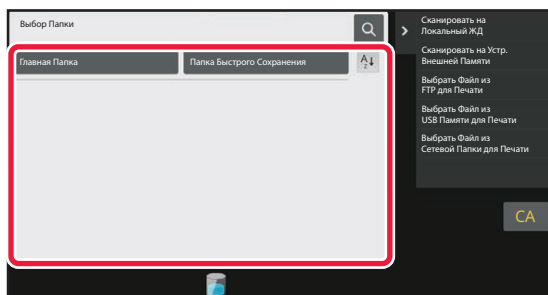 Выбор Папки
Главная Папка
Папка Быстрого Сохранения
A
Z
Сканировать на
Локальный ЖД
Сканировать на Устр.
Внешней Памяти
Выбрать Файл из
FTP для Печати
Выбрать Файл из
USB Памяти для Печати
Выбрать Файл из
Сетевой Папки для Печати
CA